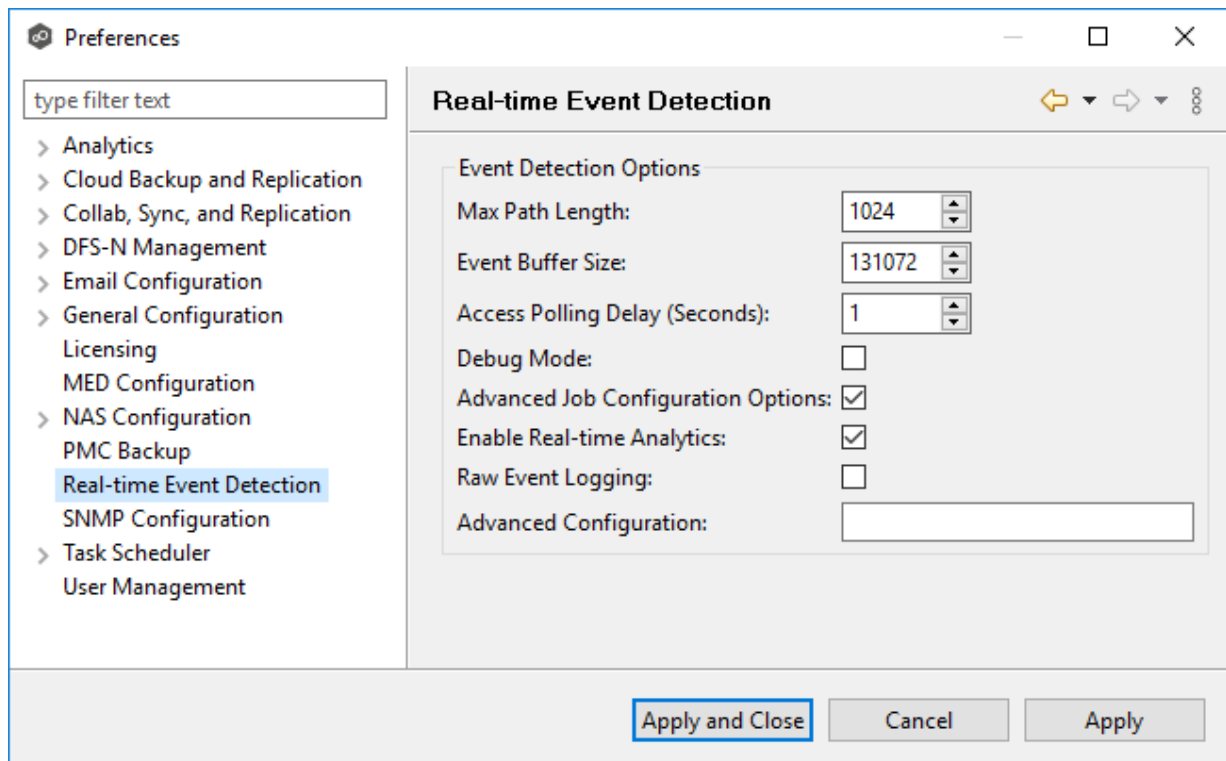 Preferences
type filter text
Analytics
Cloud Backup and Replication
Collab, Sync, and Replication
DFS-N Management
Email Configuration
General Configuration
Licensing
MED Configuration
NAS Configuration
PMC Backup
Real-time Event Detection
SNMP Configuration
Task Scheduler
User Management
Real-time Event Detection
Event Detection Options
Max Path Length: 1024
Event Buffer Size: 131072
Access Polling Delay (Seconds): 1
Debug Mode:
Advanced Job Configuration Options:
Enable Real-time Analytics:
Raw Event Logging:
Advanced Configuration:
Apply and Close Cancel Apply